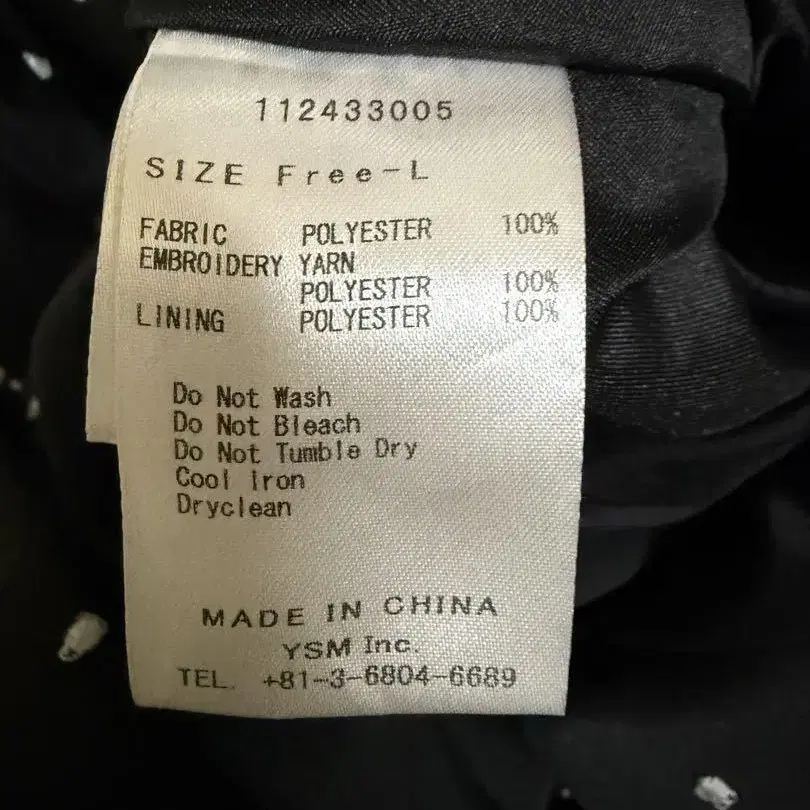 112433005
SIZE Free-L
FABRIC POLYESTER 100%
EMBROIDERY YARN
POLYESTER 100%
LINING POLYESTER 100%
Do Not Wash
Do Not Bleach
Do Not Tumble Dry
Cool Iron
Dryclean
MADE IN CHINA
YSM Inc.
TEL. +81-3-6804-6689